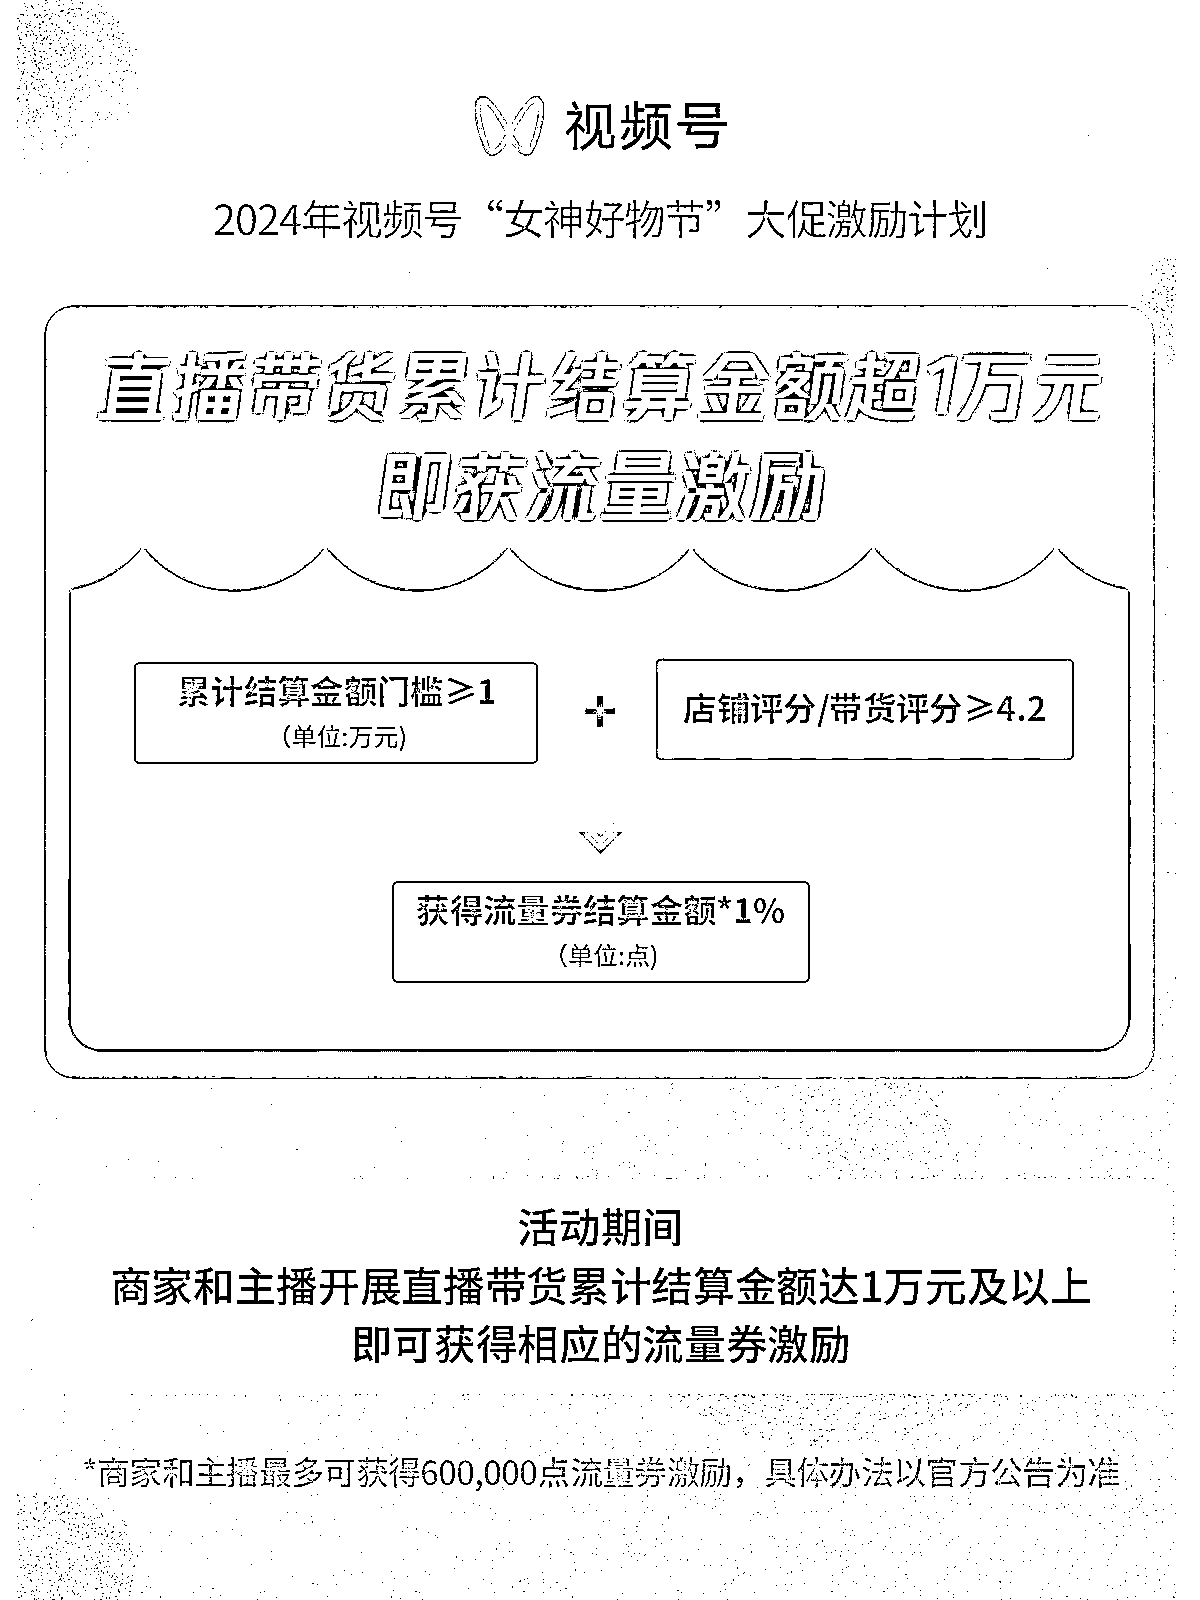 视频号
2024年视频号“女神好物节”大促激励计划
直播带货累计结算金额超1万元
即获流量激励
累计结算金额门槛≥1
(单位:万元)
+
店铺评分/带货评分≥4.2
获得流量券结算金额*1%
(单位:点)
活动期间
商家和主播开展直播带货累计结算金额达1万元及以上
即可获得相应的流量券激励
*商家和主播最多可获得600,000点流量券激励，具体办法以官方公告为准